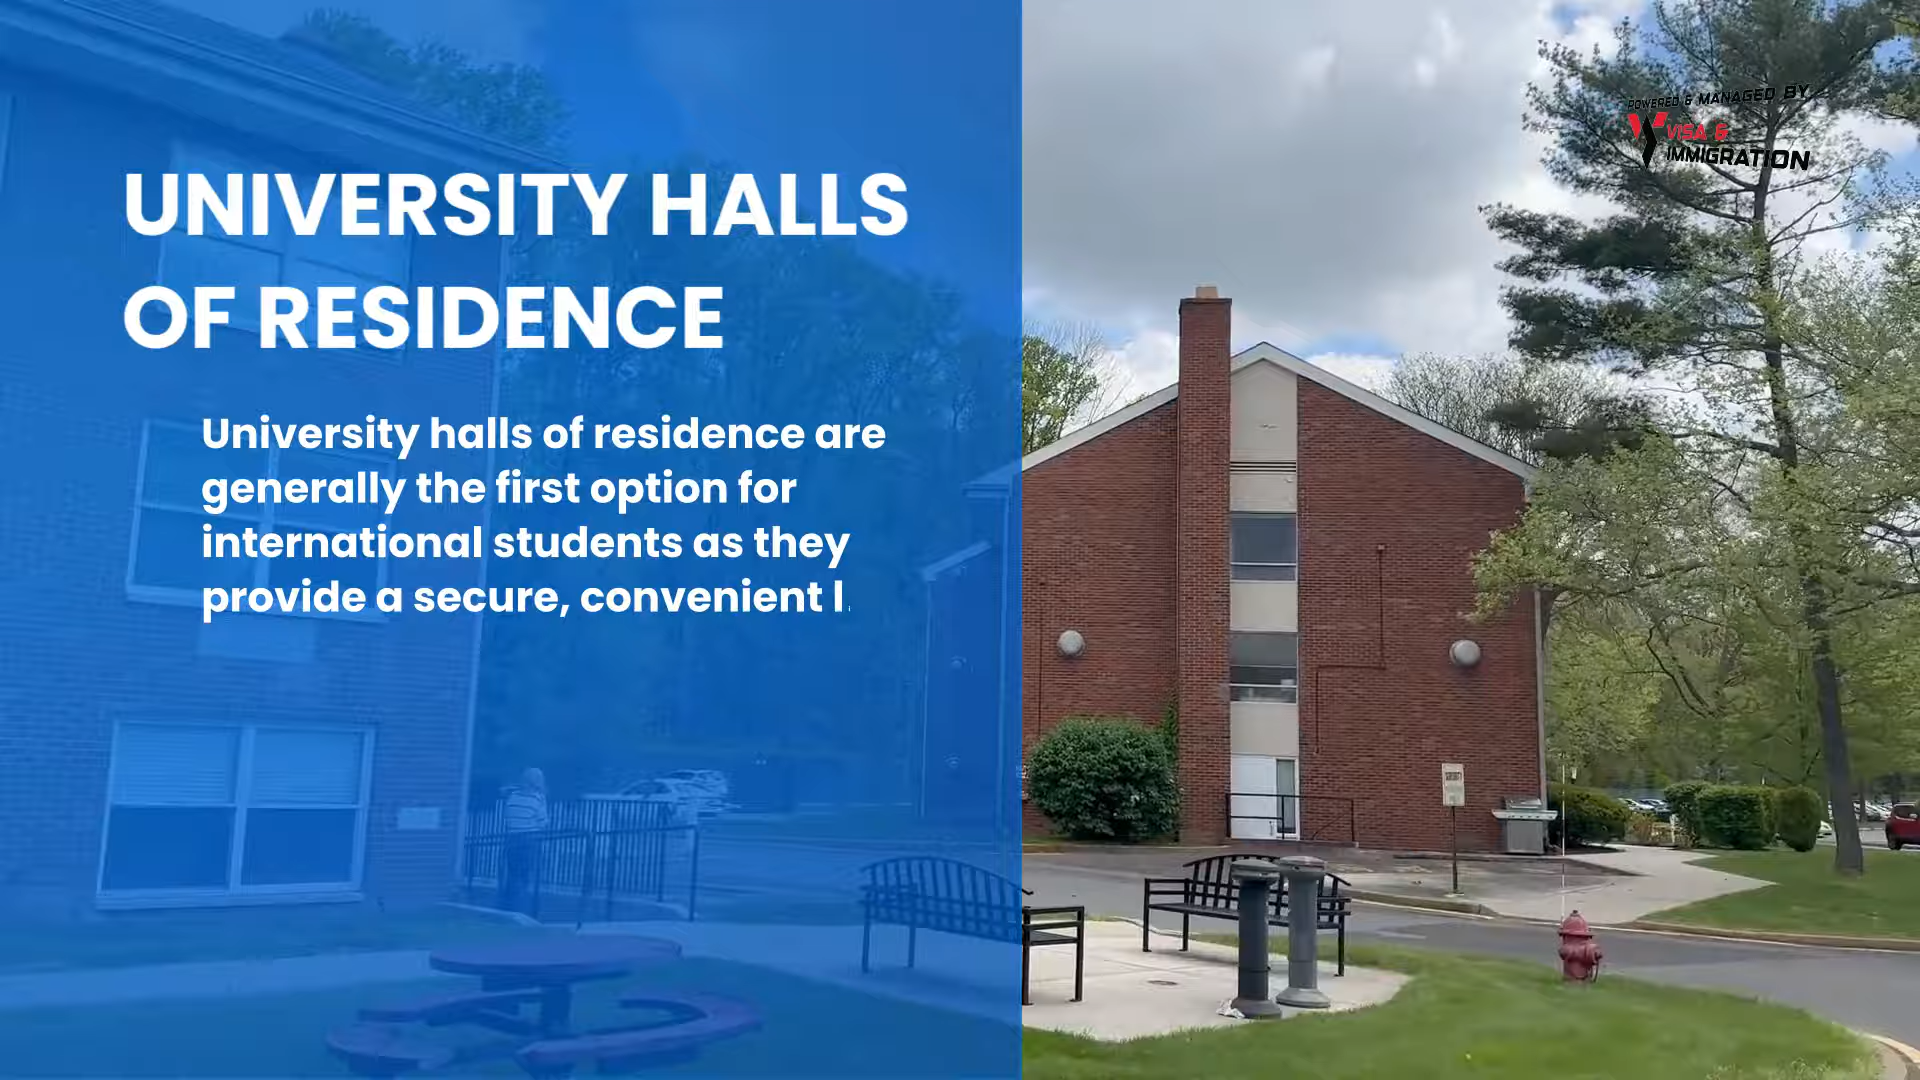 UNIVERSITY HALLS
OF RESIDENCE
University halls of residence are
generally the first option for
international students as they
provide a secure, convenient l
POWERED & MANAGED BY
VISA &
IMMIGRATION